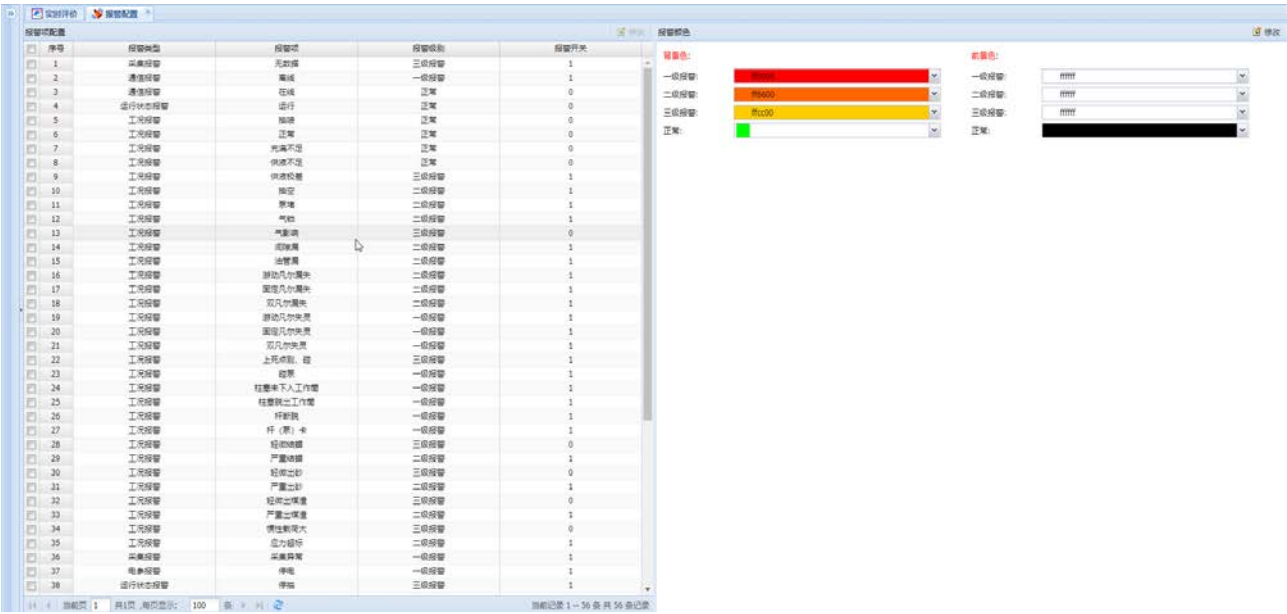 实时评价 报警配置
报警项配置 修改 报警颜色 修改
序号 报警类型 报警项 报警级别 报警开关
背景色: 前景色:
1 采集报警 无数据 三级报警 1
一级报警: ff0000 一级报警: ffffff
2 通信报警 离线 一级报警 1
二级报警: ff6600 二级报警: ffffff
3 通信报警 在线 正常 0
三级报警: ffcc00 三级报警: ffffff
4 运行状态报警 运行 正常 0
正常: 正常:
5 工况报警 抽喷 正常 0
6 工况报警 正常 正常 0
7 工况报警 充满不足 正常 0
8 工况报警 供液不足 正常 0
9 工况报警 供液极差 三级报警 1
10 工况报警 抽空 二级报警 1
11 工况报警 泵堵 二级报警 1
12 工况报警 气锁 二级报警 1
13 工况报警 气影响 三级报警 0
14 工况报警 间隙漏 二级报警 1
15 工况报警 油管漏 二级报警 1
16 工况报警 游动凡尔漏失 二级报警 1
17 工况报警 固定凡尔漏失 二级报警 1
18 工况报警 双凡尔漏失 二级报警 1
19 工况报警 游动凡尔失灵 一级报警 1
20 工况报警 固定凡尔失灵 一级报警 1
21 工况报警 双凡尔失灵 一级报警 1
22 工况报警 上死点刮、碰 三级报警 1
23 工况报警 碰泵 一级报警 1
24 工况报警 柱塞未下入工作筒 一级报警 1
25 工况报警 柱塞脱出工作筒 一级报警 1
26 工况报警 杆断脱 一级报警 1
27 工况报警 杆（泵）卡 一级报警 1
28 工况报警 轻微结蜡 三级报警 0
29 工况报警 严重结蜡 二级报警 1
30 工况报警 轻微出砂 三级报警 0
31 工况报警 严重出砂 二级报警 1
32 工况报警 轻微出煤渣 三级报警 0
33 工况报警 严重出煤渣 二级报警 1
34 工况报警 惯性载荷大 三级报警 0
35 工况报警 应力超标 二级报警 1
36 采集报警 采集异常 一级报警 1
37 电参报警 停电 一级报警 1
38 运行状态报警 停抽 三级报警 1
当前页 1 共1页 ,每页显示: 100 条 当前记录 1 -- 56 条 共 56 条记录